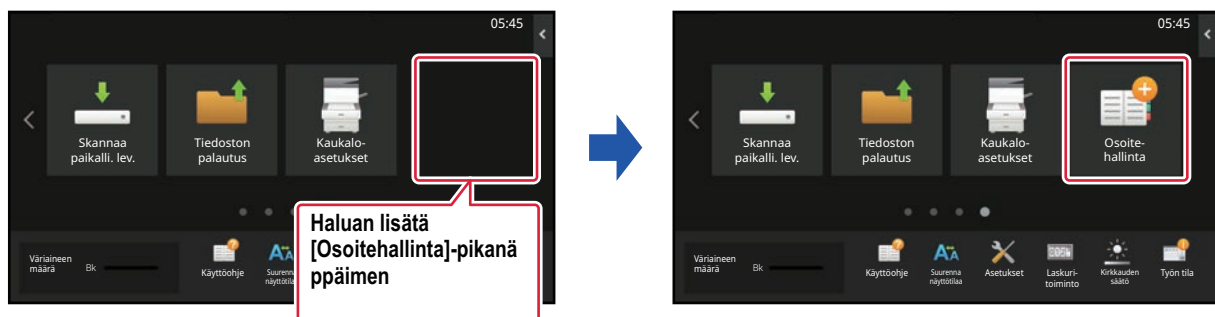 05:45
Skannaa
paikalli. lev.
Tiedoston
palautus
Kaukalo-
asetukset
Haluan lisätä
[Osoitehallinta]-pikanä
ppäimen
Väriaineen
määrä
Bk
Käyttöohje
Suurenna
näyttötilaa
05:45
Skannaa
paikalli. lev.
Tiedoston
palautus
Kaukalo-
asetukset
Osoite-
hallinta
Väriaineen
määrä
Bk
Käyttöohje
Suurenna
näyttötilaa
Asetukset
Laskuri-
toiminto
Kirkkauden
säätö
Työn tila